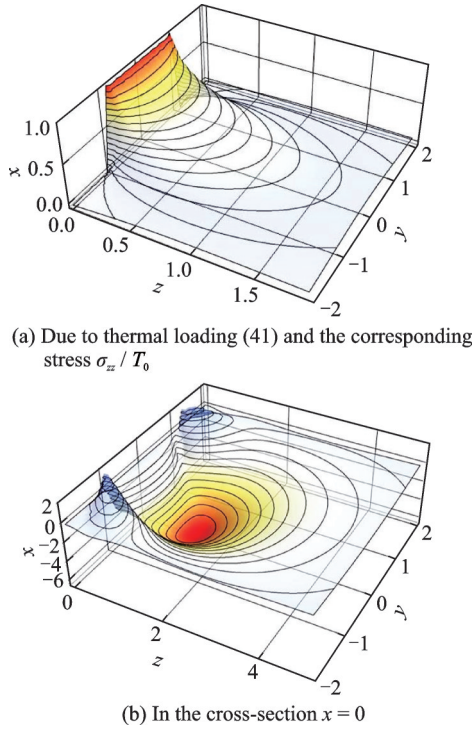 1.0
0.5
0.0
x
0.0
0.5
1.0
1.5
z
2
1
0
−1
−2
y
(a) Due to thermal loading (41) and the corresponding
stress σzz / T0
2
0
−2
−4
−6
x
0
2
4
z
2
1
0
−1
−2
y
(b) In the cross-section x = 0